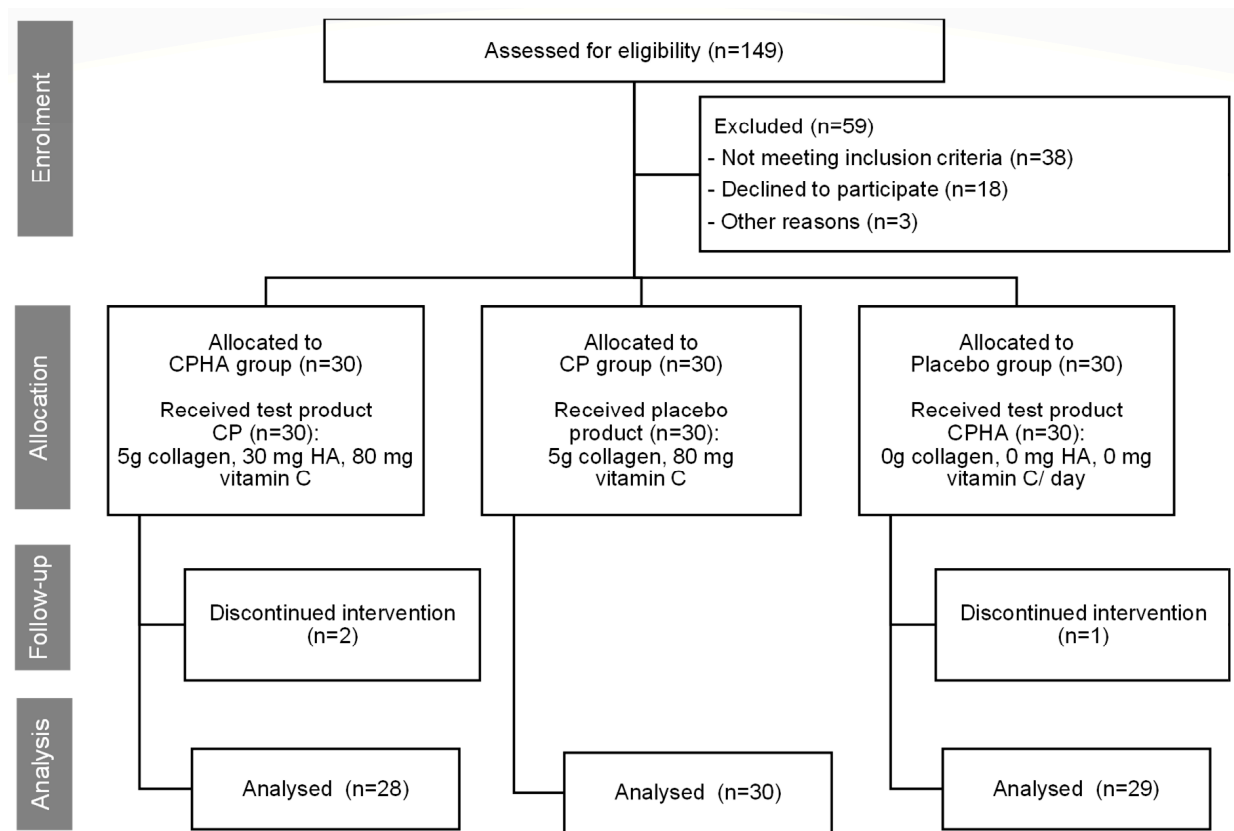 Enrolment
Assessed for eligibility (n=149)
Excluded (n=59)
- Not meeting inclusion criteria (n=38)
- Declined to participate (n=18)
- Other reasons (n=3)
Allocation
Allocated to
CPHA group (n=30)
Received test product
CP (n=30):
5g collagen, 30 mg HA, 80 mg
vitamin C
Allocated to
CP group (n=30)
Received placebo
product (n=30):
5g collagen, 80 mg
vitamin C
Allocated to
Placebo group (n=30)
Received test product
CPHA (n=30):
0g collagen, 0 mg HA, 0 mg
vitamin C/ day
Follow-up
Discontinued intervention
(n=2)
Discontinued intervention
(n=1)
Analysis
Analysed (n=28)
Analysed (n=30)
Analysed (n=29)